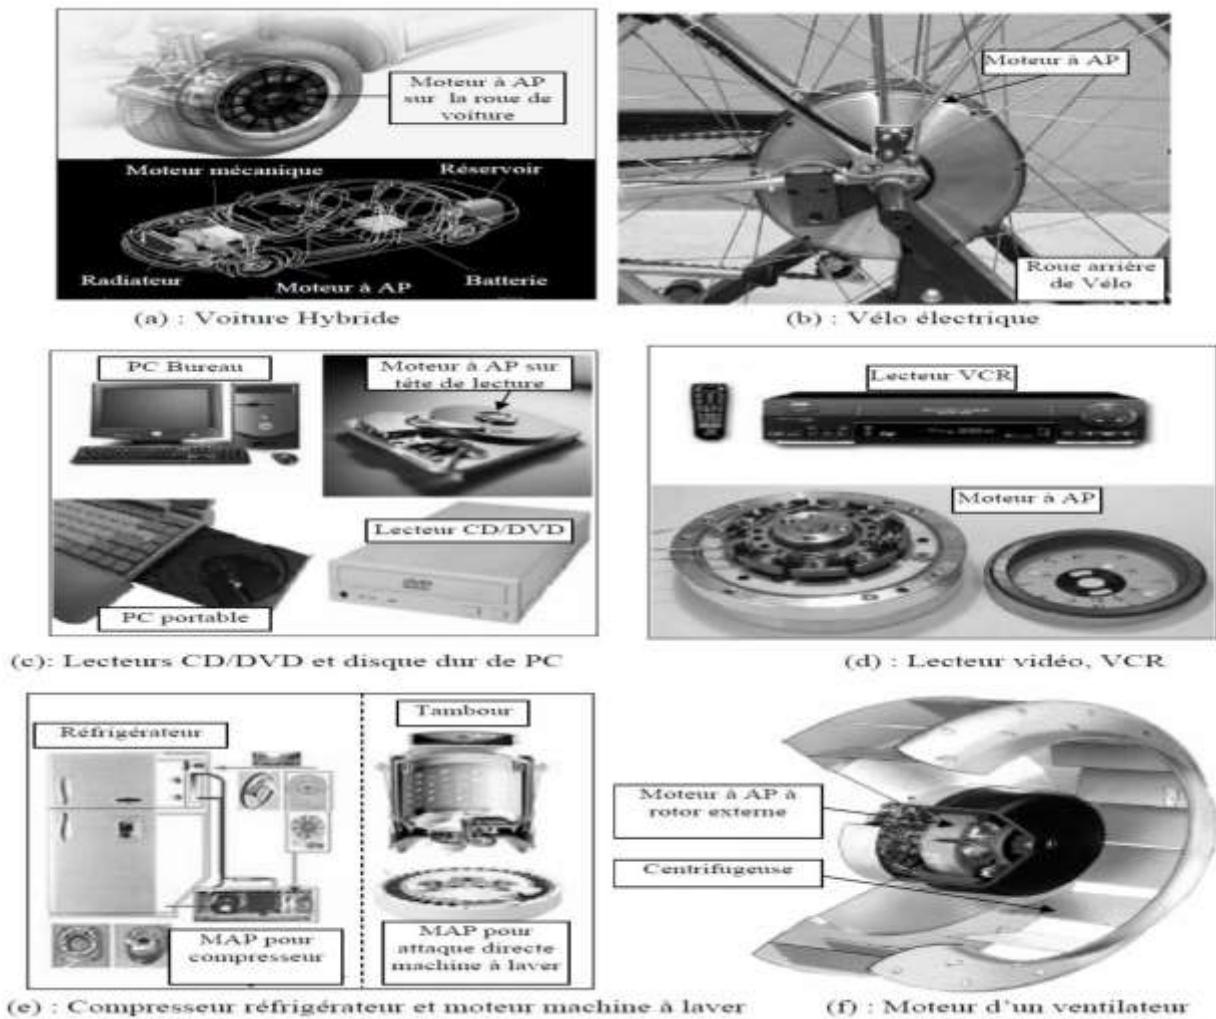 Moteur à AP
sur la roue de
voiture
Moteur mécanique
Réservoir
Radiateur
Moteur à AP
Batterie
(a) : Voiture Hybride
Moteur à AP
Roue arriére
de Vélo
(b) : Vélo électrique
PC Bureau
Moteur à AP sur
tête de lecture
Lecteur CD/DVD
PC portable
(c): Lecteurs CD/DVD et disque dur de PC
Lecteur VCR
Moteur à AP
(d) : Lecteur vidéo, VCR
Réfrigérateur
Tambour
MAP pour
compresseur
MAP pour
attaque directe
machine à laver
(e) : Compresseur réfrigérateur et moteur machine à laver
Moteur à AP à
rotor externe
Centrifugeuse
(f) : Moteur d'un ventilateur